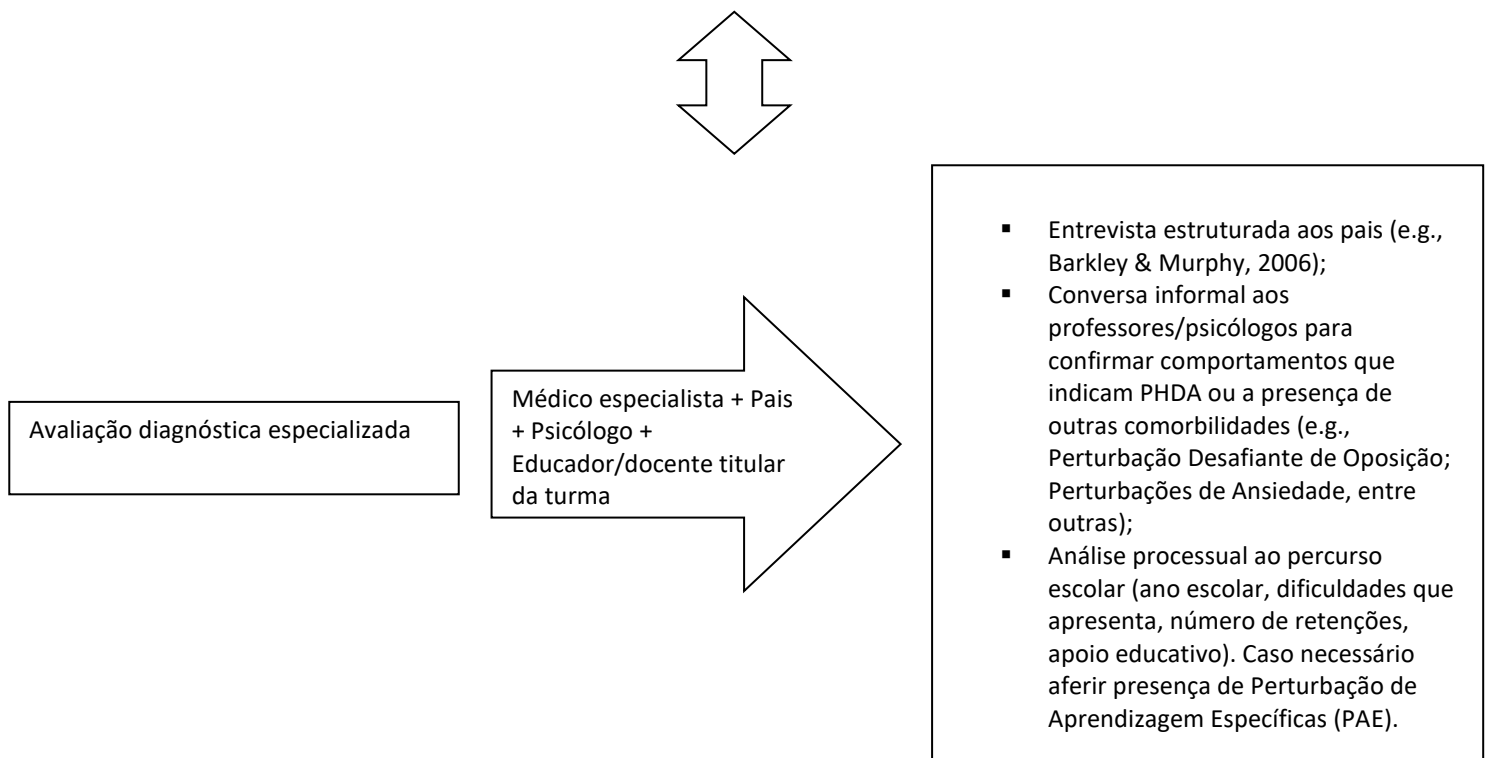 Avaliação diagnóstica especializada
Médico especialista + Pais
+ Psicólogo +
Educador/docente titular
da turma
▪ Entrevista estruturada aos pais (e.g.,
Barkley & Murphy, 2006);
▪ Conversa informal aos
professores/psicólogos para
confirmar comportamentos que
indicam PHDA ou a presença de
outras comorbilidades (e.g.,
Perturbação Desafiante de Oposição;
Perturbações de Ansiedade, entre
outras);
▪ Análise processual ao percurso
escolar (ano escolar, dificuldades que
apresenta, número de retenções,
apoio educativo). Caso necessário
aferir presença de Perturbação de
Aprendizagem Específicas (PAE).